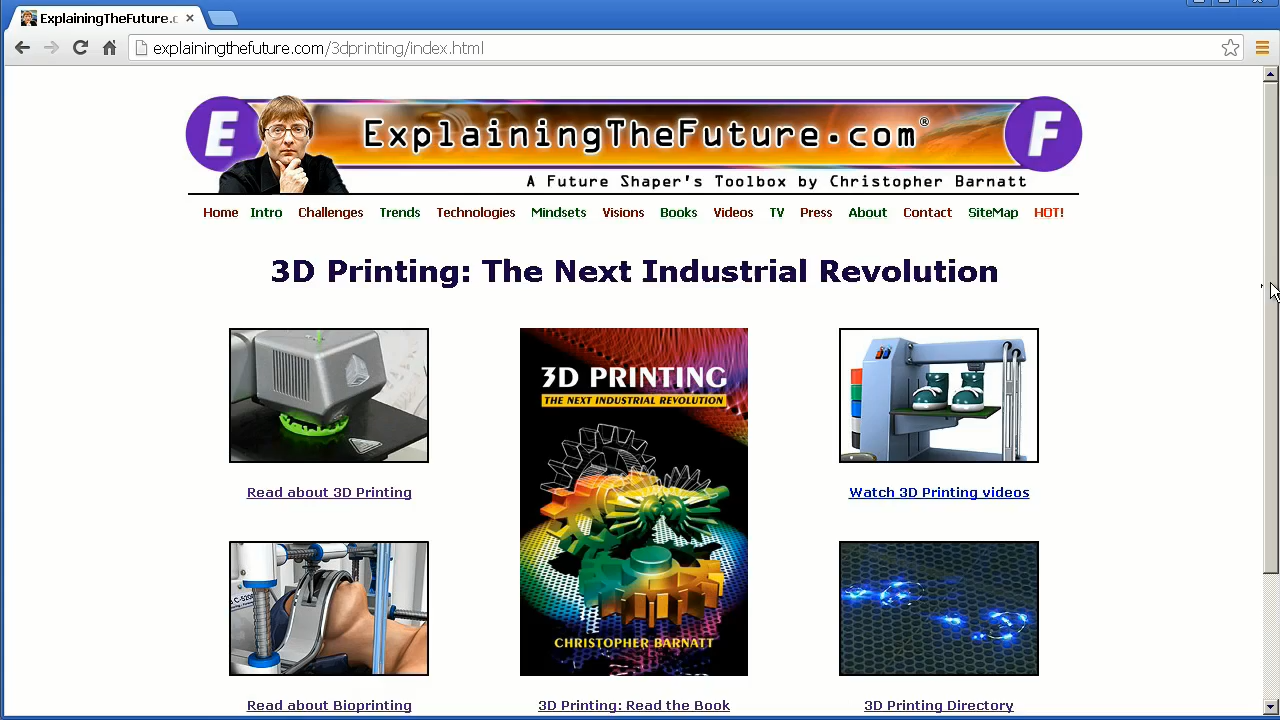 ExplainingTheFuture.c
explainingthefuture.com/3dprinting/index.html
E
ExplainingTheFuture.com®
F
A Future Shaper's Toolbox by Christopher Barnatt
Home Intro Challenges Trends Technologies Mindsets Visions Books Videos TV Press About Contact SiteMap HOT!
3D Printing: The Next Industrial Revolution
3D PRINTING
THE NEXT INDUSTRIAL REVOLUTION
CHRISTOPHER BARNATT
Read about 3D Printing
Watch 3D Printing videos
Read about Bioprinting
3D Printing: Read the Book
3D Printing Directory